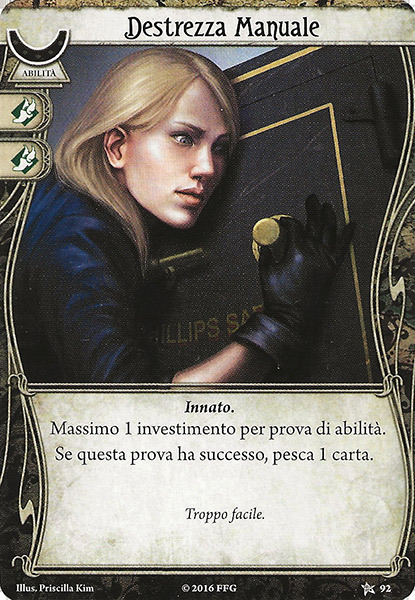 Destrezza Manuale
ABILITÀ
ILLIPS SA
Innato.
Massimo 1 investimento per prova di abilità.
Se questa prova ha successo, pesca 1 carta.
Troppo facile.
Illus. Priscilla Kim
© 2016 FFG
92